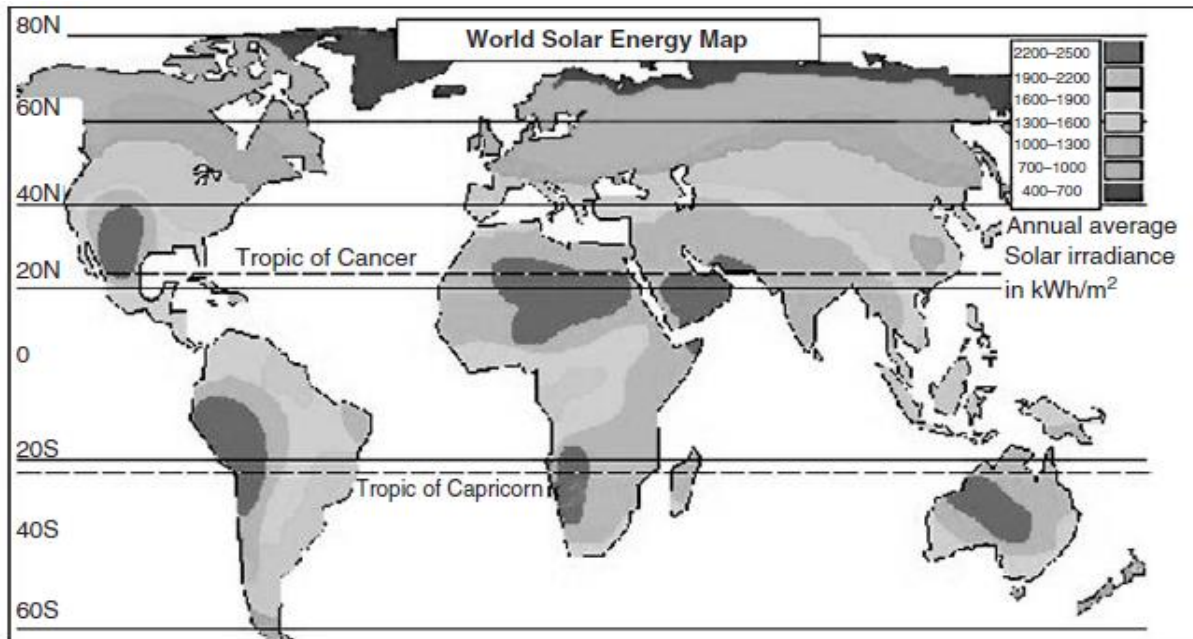 World Solar Energy Map
80N
60N
40N
20N
0
20S
40S
60S
Tropic of Cancer
Tropic of Capricorn
2200–2500
1900–2200
1600–1900
1300–1600
1000–1300
700–1000
400–700
Annual average
Solar irradiance
in kWh/m²